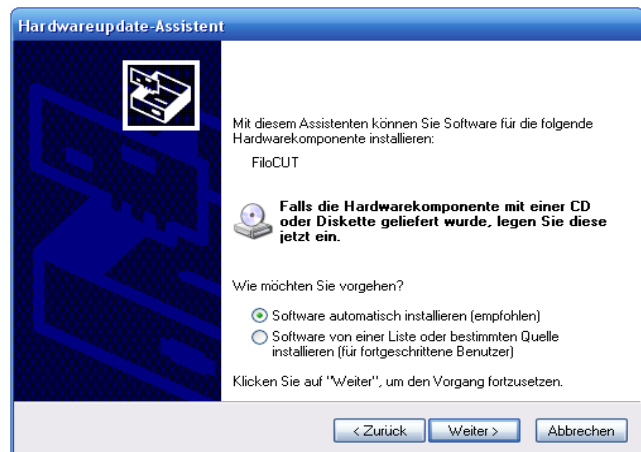 Hardwareupdate-Assistent
Mit diesem Assistenten können Sie Software für die folgende
Hardwarekomponente installieren:
FiloCUT
Falls die Hardwarekomponente mit einer CD
oder Diskette geliefert wurde, legen Sie diese
jetzt ein.
Wie möchten Sie vorgehen?
Software automatisch installieren (empfohlen)
Software von einer Liste oder bestimmten Quelle
installieren (für fortgeschrittene Benutzer)
Klicken Sie auf "Weiter", um den Vorgang fortzusetzen.
< Zurück Weiter > Abbrechen